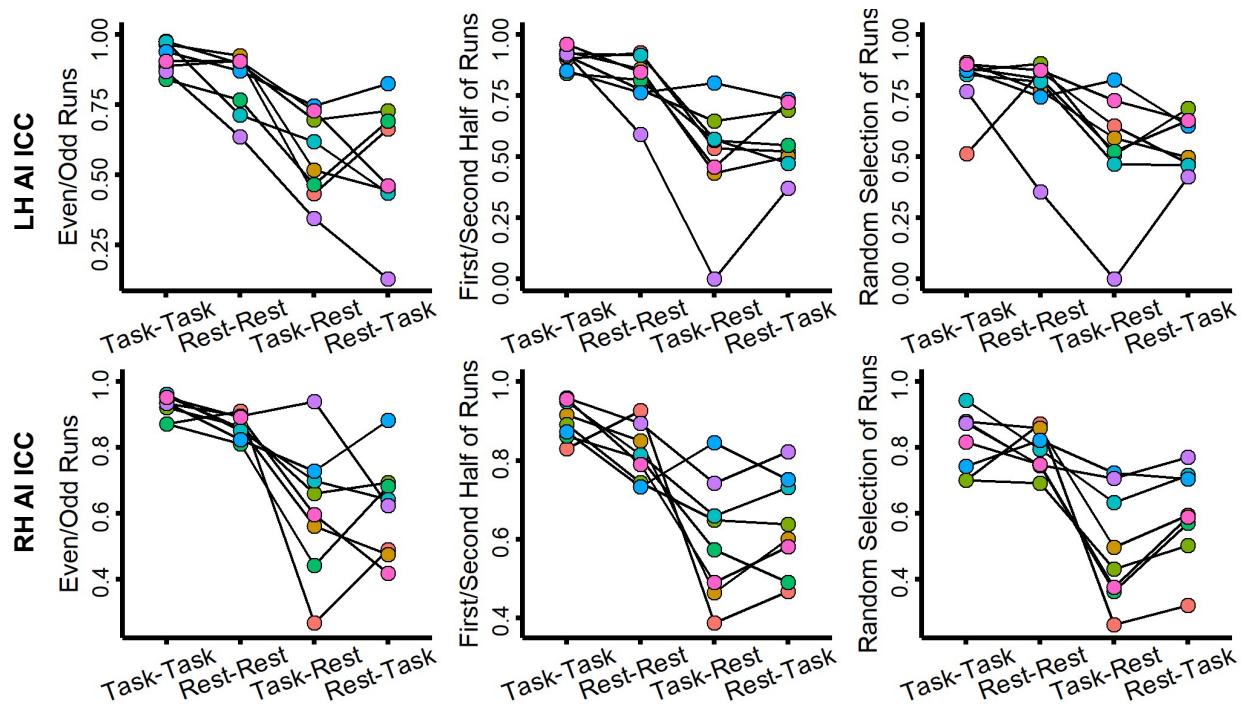 LH AI ICC
Even/Odd Runs
1.00
0.75
0.50
0.25
Task-Task
Rest-Rest
Task-Rest
Rest-Task
First/Second Half of Runs
1.00
0.75
0.50
0.25
0.00
Task-Task
Rest-Rest
Task-Rest
Rest-Task
Random Selection of Runs
1.00
0.75
0.50
0.25
0.00
Task-Task
Rest-Rest
Task-Rest
Rest-Task
RH AI ICC
Even/Odd Runs
1.0
0.8
0.6
0.4
Task-Task
Rest-Rest
Task-Rest
Rest-Task
First/Second Half of Runs
1.0
0.8
0.6
0.4
Task-Task
Rest-Rest
Task-Rest
Rest-Task
Random Selection of Runs
1.0
0.8
0.6
0.4
Task-Task
Rest-Rest
Task-Rest
Rest-Task